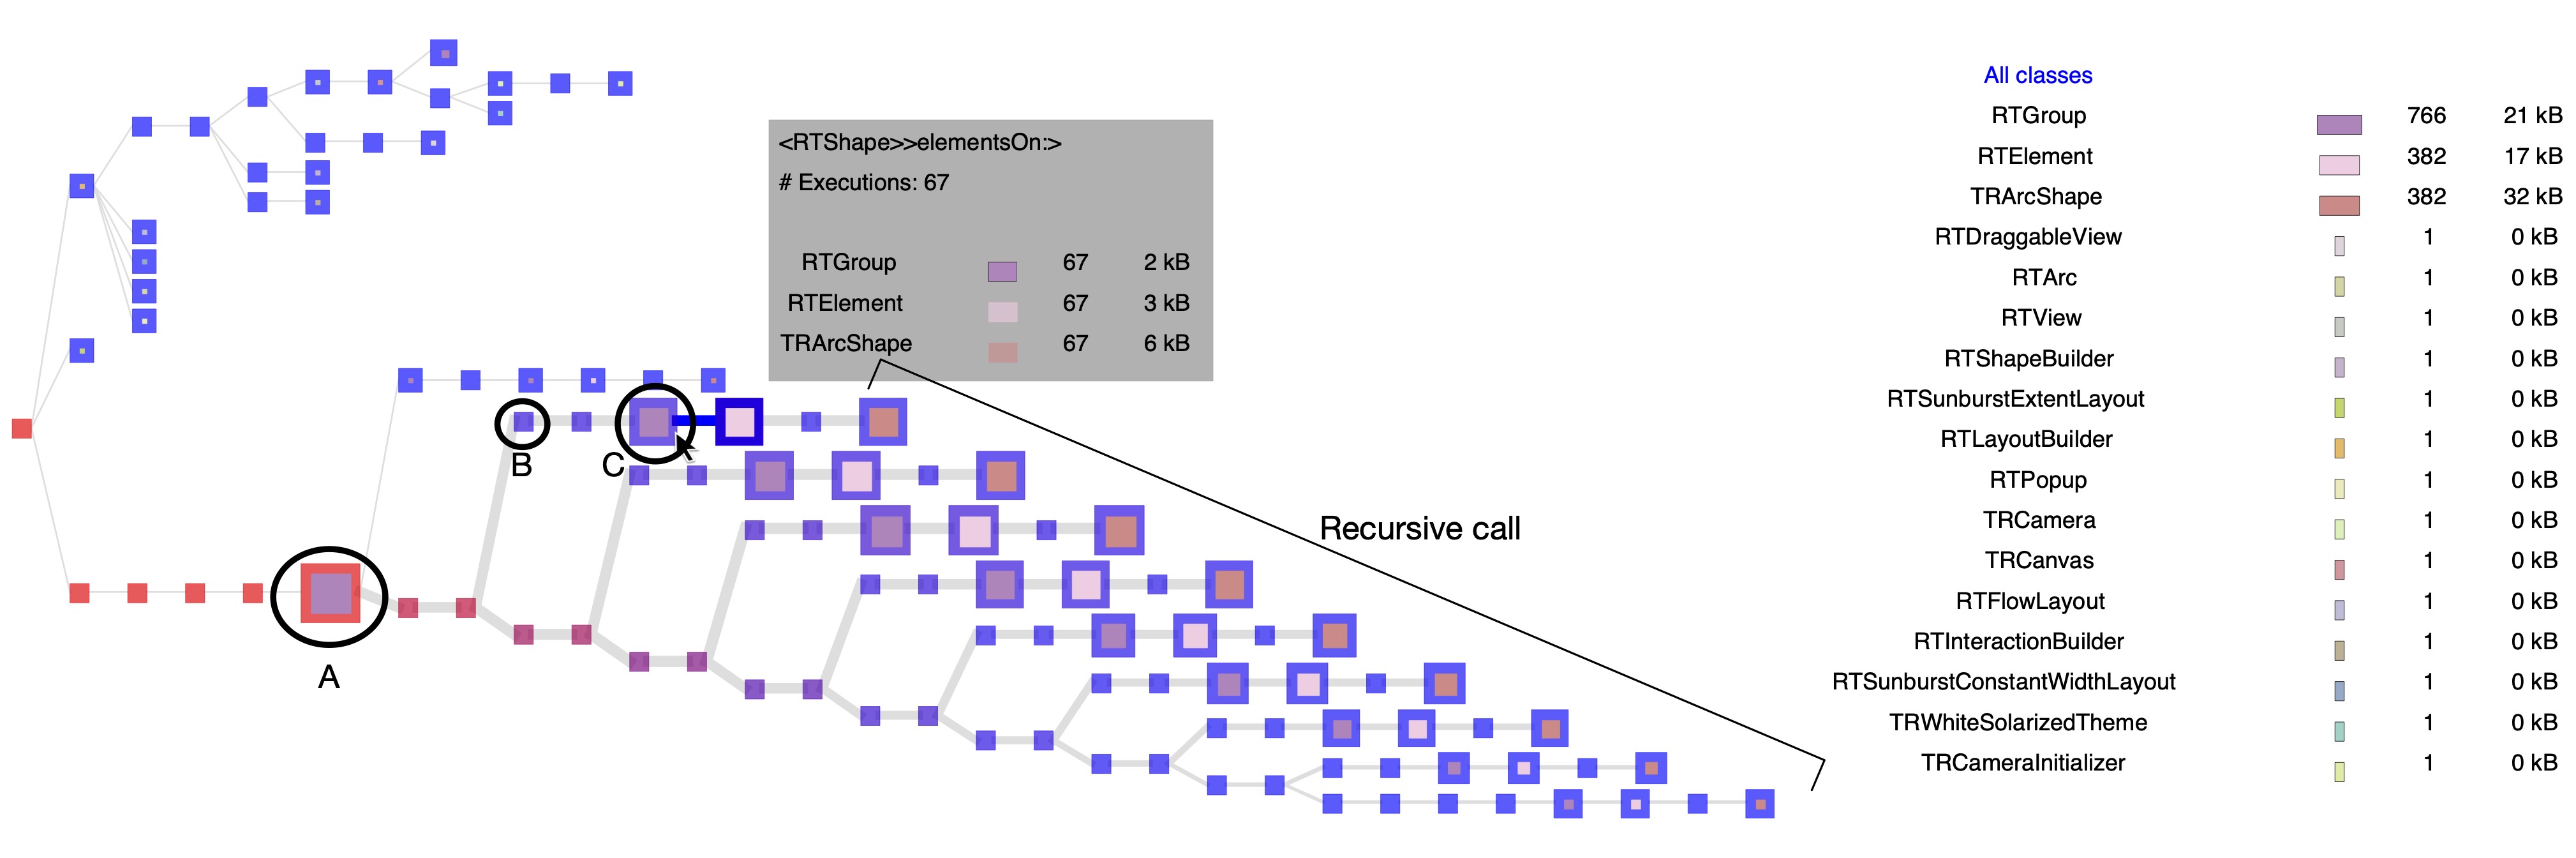 <RTShape>>elementsOn:>
# Executions: 67
RTGroup 67 2 kB
RTElement 67 3 kB
TRArcShape 67 6 kB
B
C
A
Recursive call
All classes
RTGroup 766 21 kB
RTElement 382 17 kB
TRArcShape 382 32 kB
RTDraggableView 1 0 kB
RTArc 1 0 kB
RTView 1 0 kB
RTShapeBuilder 1 0 kB
RTSunburstExtentLayout 1 0 kB
RTLayoutBuilder 1 0 kB
RTPopup 1 0 kB
TRCamera 1 0 kB
TRCanvas 1 0 kB
RTFlowLayout 1 0 kB
RTInteractionBuilder 1 0 kB
RTSunburstConstantWidthLayout 1 0 kB
TRWhiteSolarizedTheme 1 0 kB
TRCameraInitializer 1 0 kB